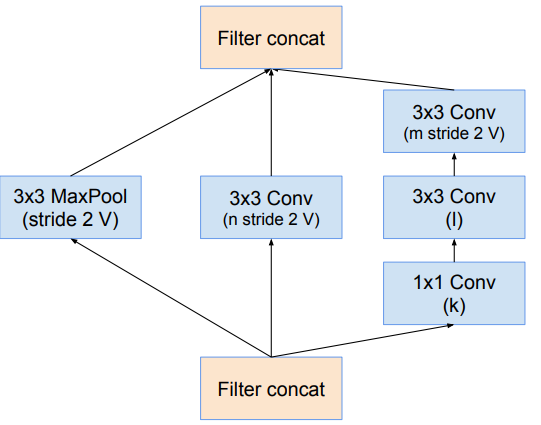 Filter concat
3x3 Conv
(m stride 2 V)
3x3 MaxPool
(stride 2 V)
3x3 Conv
(n stride 2 V)
3x3 Conv
(l)
1x1 Conv
(k)
Filter concat